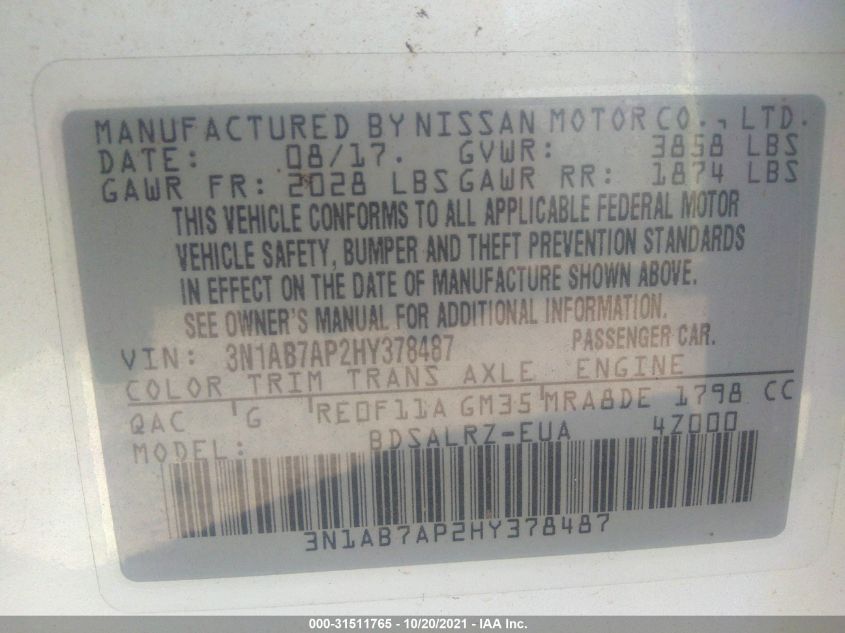 MANUFACTURED BY NISSAN MOTOR CO., LTD.
DATE: 08/17. GVWR: 3858 LBS
GAWR FR: 2028 LBS GAWR RR: 1874 LBS
THIS VEHICLE CONFORMS TO ALL APPLICABLE FEDERAL MOTOR
VEHICLE SAFETY, BUMPER AND THEFT PREVENTION STANDARDS
IN EFFECT ON THE DATE OF MANUFACTURE SHOWN ABOVE.
SEE OWNER'S MANUAL FOR ADDITIONAL INFORMATION.
VIN: 3N1AB7AP2HY378487 PASSENGER CAR.
COLOR TRIM TRANS AXLE ENGINE
QAC G RE0F11A GM35 MRA8DE 1798 CC
MODEL: BDSALRZ-EUA 4Z000
3N1AB7AP2HY378487
000-31511765 - 10/20/2021 - IAA Inc.